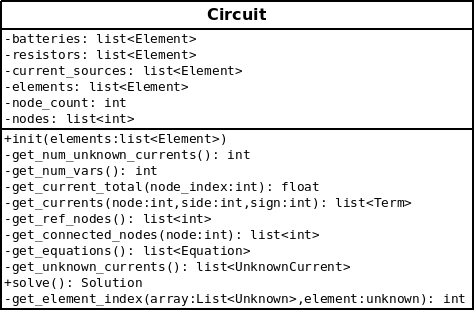 Circuit
-batteries: list<Element>
-resistors: list<Element>
-current_sources: list<Element>
-elements: list<Element>
-node_count: int
-nodes: list<int>
+init(elements:list<Element>)
-get_num_unknown_currents(): int
-get_num_vars(): int
-get_current_total(node_index:int): float
-get_currents(node:int,side:int,sign:int): list<Term>
-get_ref_nodes(): list<int>
-get_connected_nodes(node:int): list<int>
-get_equations(): list<Equation>
-get_unknown_currents(): list<UnknownCurrent>
+solve(): Solution
-get_element_index(array:List<Unknown>,element:unknown): int